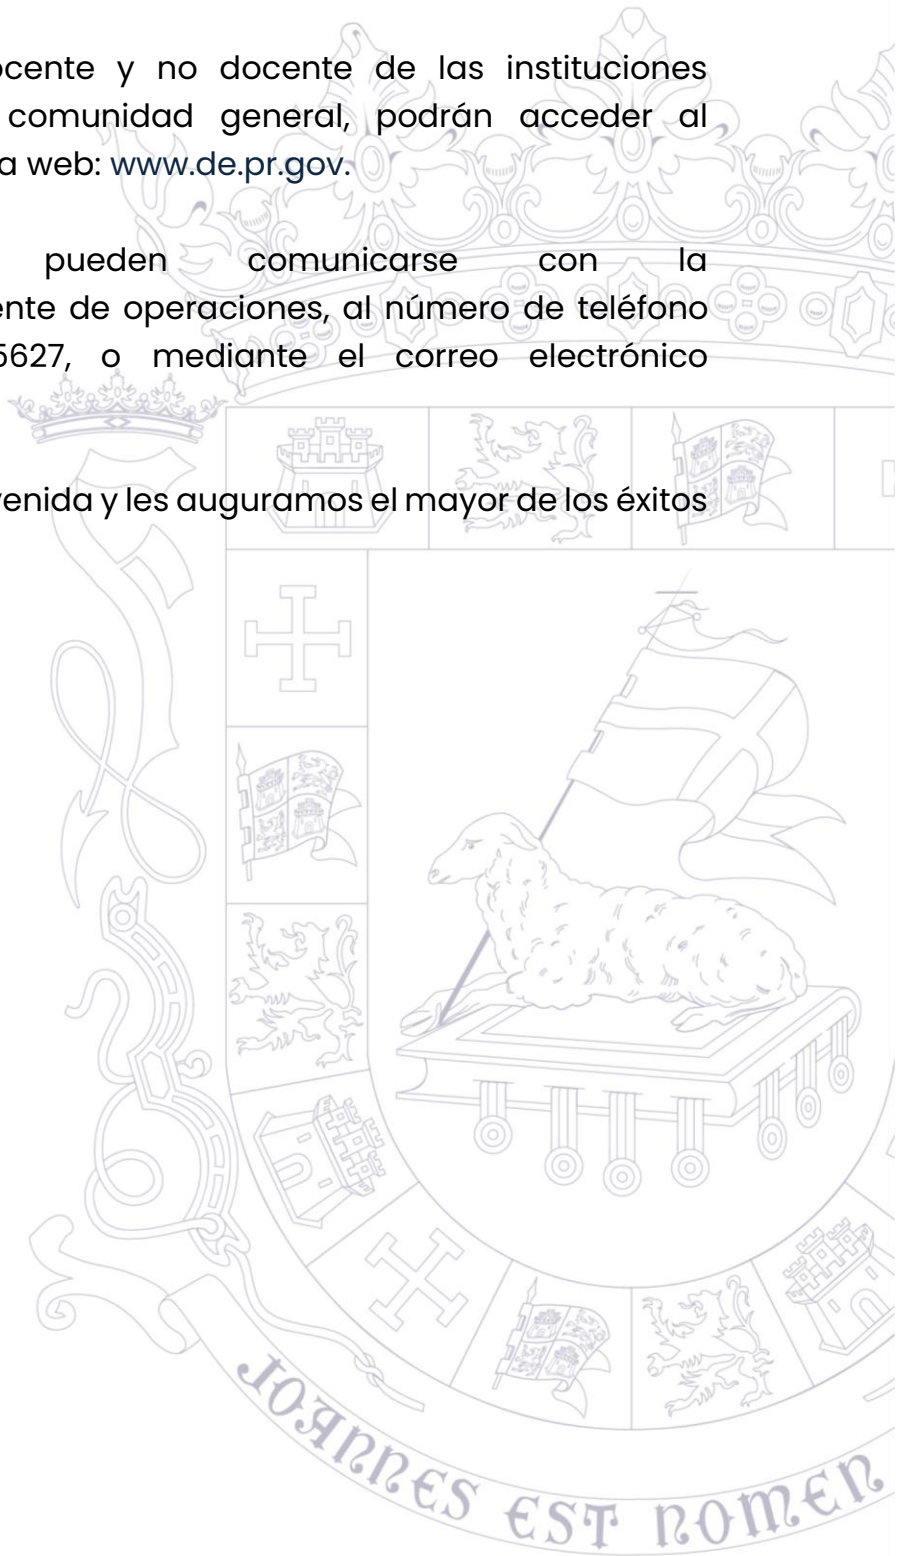 ocente y no docente de las instituciones
comunidad general, podrán acceder al
a web: www.de.pr.gov.
pueden comunicarse con la
ente de operaciones, al número de teléfono
5627, o mediante el correo electrónico
venida y les auguramos el mayor de los éxitos
JOANNES EST NOMEN